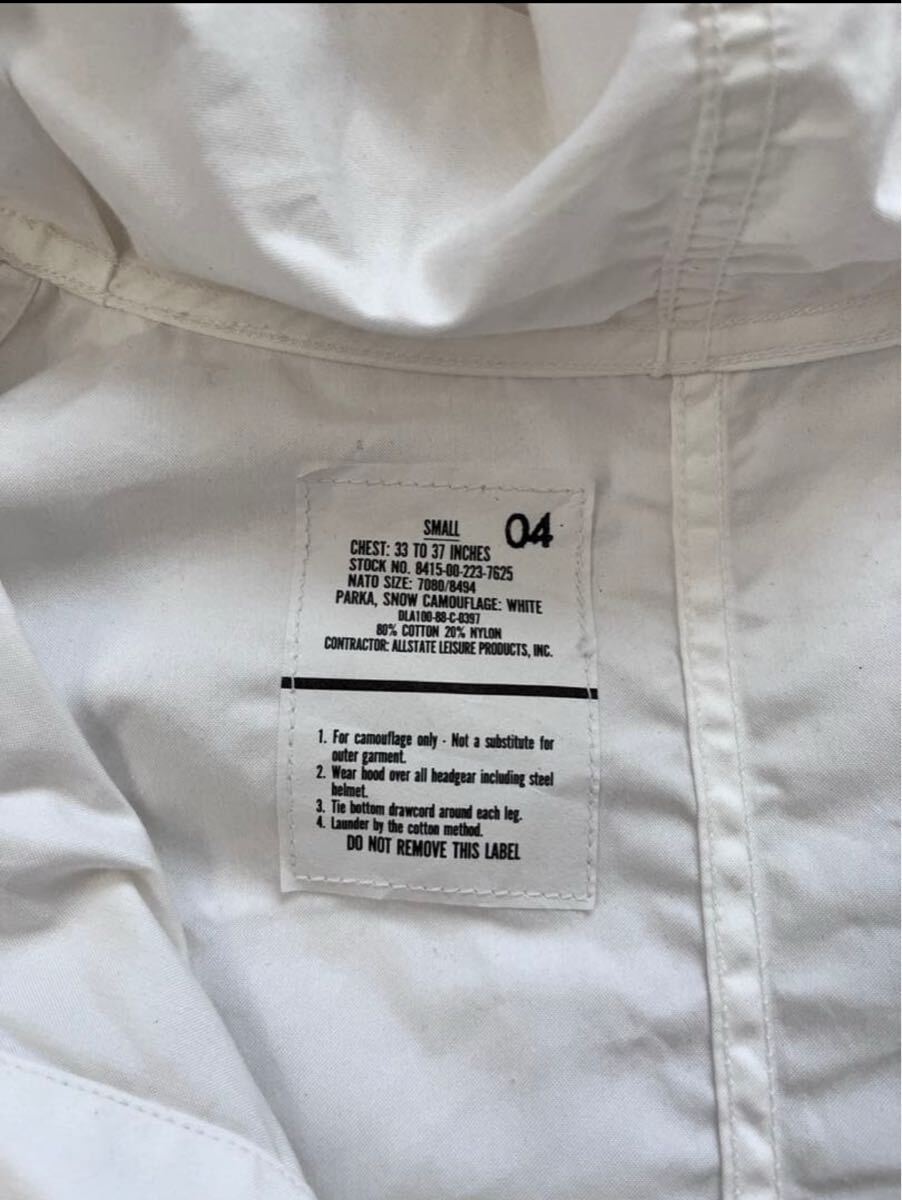 SMALL 04
CHEST: 33 TO 37 INCHES
STOCK NO. 8415-00-223-7625
NATO SIZE: 7080/8494
PARKA, SNOW CAMOUFLAGE: WHITE
DLA100-88-C-0397
80% COTTON 20% NYLON
CONTRACTOR: ALLSTATE LEISURE PRODUCTS, INC.
1. For camouflage only - Not a substitute for
outer garment.
2. Wear hood over all headgear including steel
helmet.
3. Tie bottom drawcord around each leg.
4. Launder by the cotton method.
DO NOT REMOVE THIS LABEL